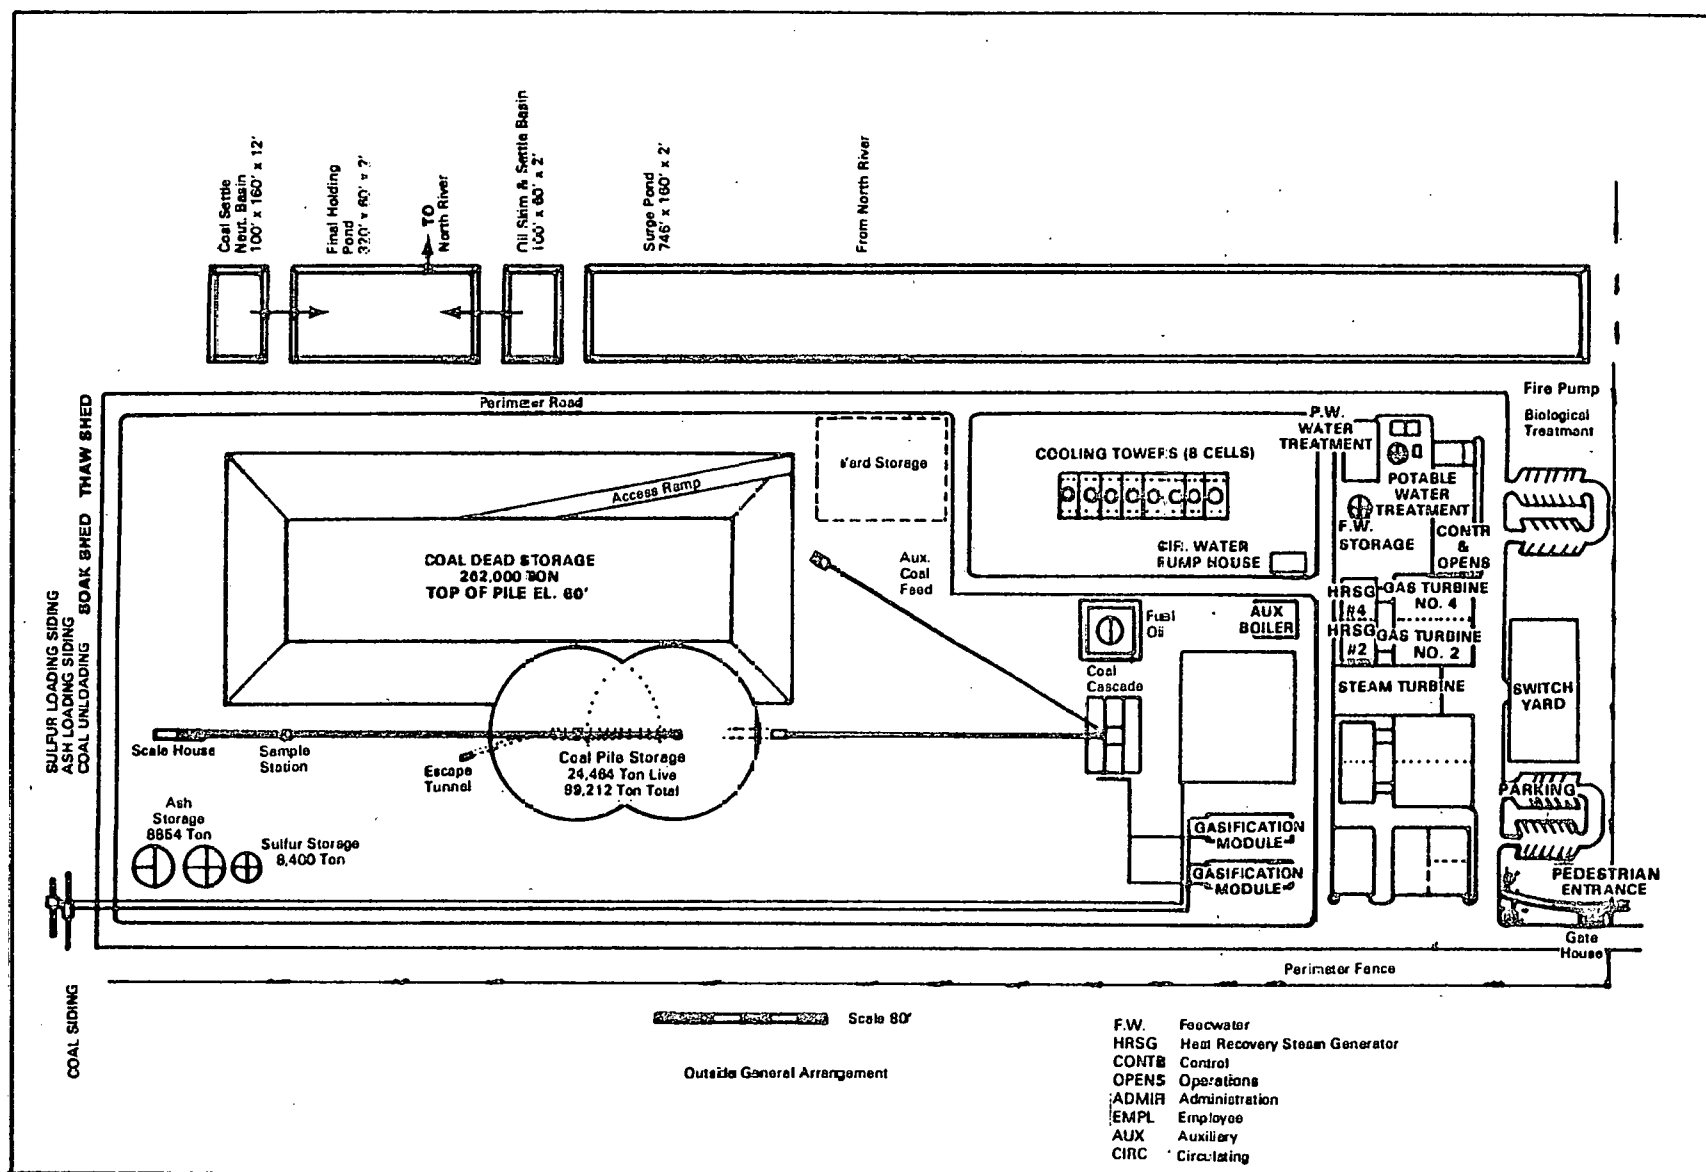 Coal Settle
Neut. Basin
100' x 160' x 12'
Final Holding
Pond
TO
North River
Oil Skim & Settle Basin
100' x 60' x 2'
Surge Pond
746' x 160' x 2'
From North River
Fire Pump
Biological
Treatment
Perimeter Road
Access Ramp
Yard Storage
COOLING TOWERS (8 CELLS)
CIR. WATER
PUMP HOUSE
P.W.
WATER
TREATMENT
POTABLE
WATER
TREATMENT
F.W.
STORAGE
CONTR
&
OPENS
COAL DEAD STORAGE
262,000 TON
TOP OF PILE EL. 60'
Aux.
Coal
Feed
Fuel
Oil
AUX
BOILER
HRSG
#4
HRSG
#2
GAS TURBINE
NO. 4
GAS TURBINE
NO. 2
STEAM TURBINE
SWITCH
YARD
Coal
Cascade
THAW SHED
SOAK SHED
COAL UNLOADING
ASH LOADING SIDING
SULFUR LOADING SIDING
Scale House
Sample
Station
Escape
Tunnel
Coal Pile Storage
24,464 Ton Live
99,212 Ton Total
Ash
Storage
8854 Ton
Sulfur Storage
8,400 Ton
GASIFICATION
MODULE
GASIFICATION
MODULE
PARKING
PEDESTRIAN
ENTRANCE
Gate
House
Perimeter Fence
COAL SIDING
Scale 80'
Outside General Arrangement
F.W. Feedwater
HRSG Heat Recovery Steam Generator
CONTR Control
OPENS Operations
ADMIN Administration
EMPL Employee
AUX Auxiliary
CIRC Circulating